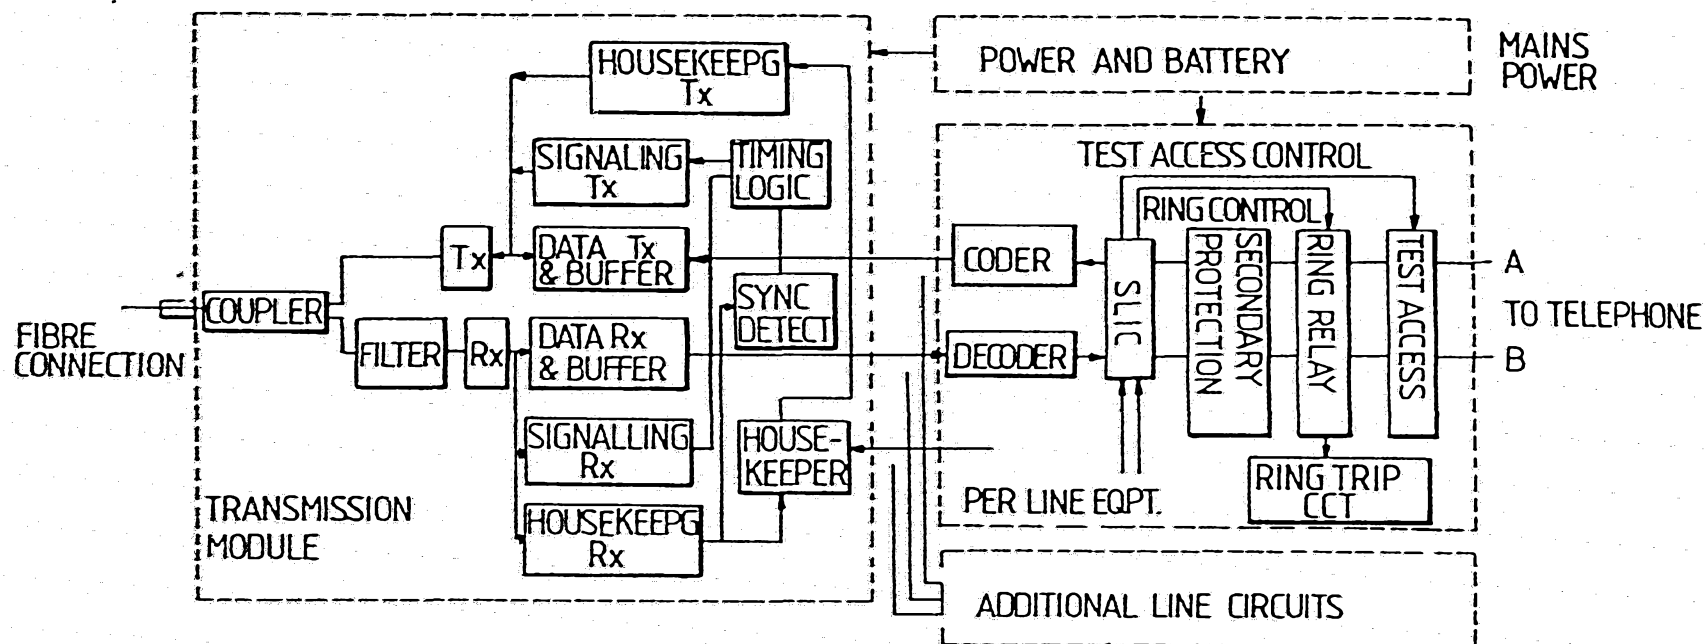 HOUSEKEEPG
Tx
POWER AND BATTERY
MAINS
POWER
SIGNALING
Tx
TIMING
LOGIC
TEST ACCESS CONTROL
RING CONTROL
Tx
DATA Tx
& BUFFER
CODER
SLIC
SECONDARY
PROTECTION
RING RELAY
TEST ACCESS
A
COUPLER
SYNC
DETECT
TO TELEPHONE
FIBRE
CONNECTION
FILTER
Rx
DATA Rx
& BUFFER
DECODER
B
SIGNALLING
Rx
HOUSE-
KEEPER
RING TRIP
CCT
PER LINE EQPT.
TRANSMISSION
MODULE
HOUSEKEEPG
Rx
ADDITIONAL LINE CIRCUITS